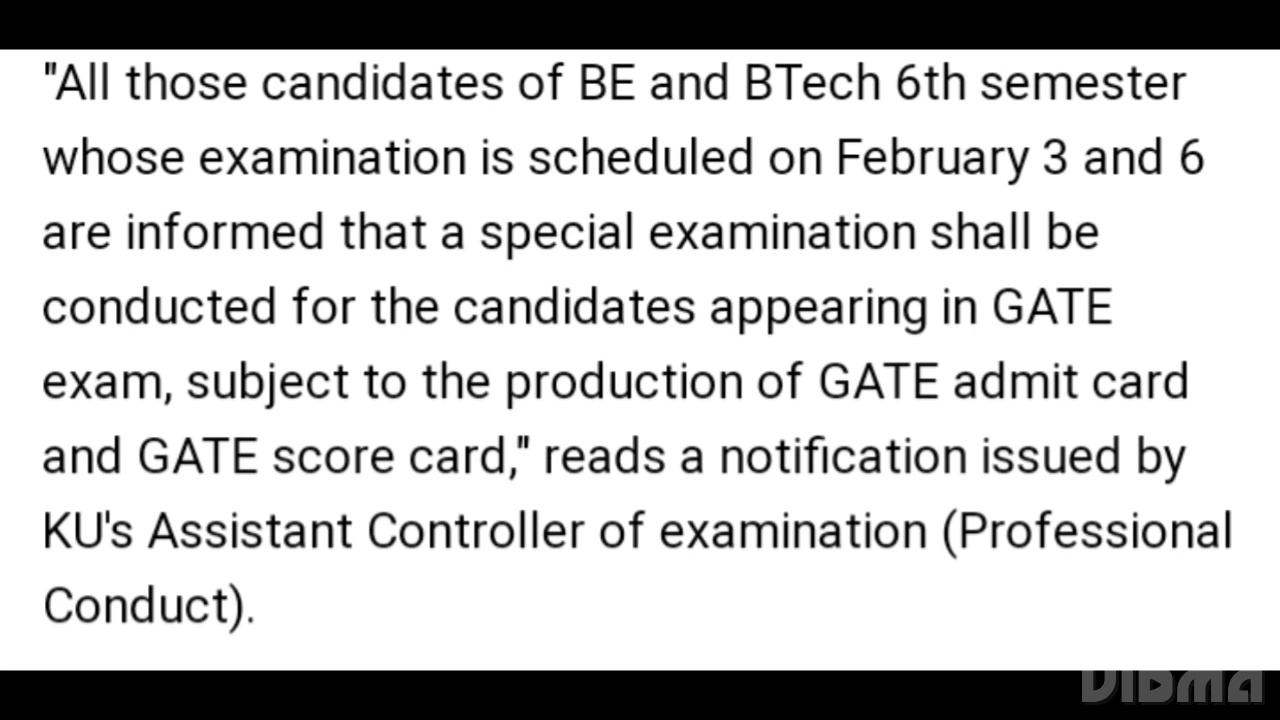 "All those candidates of BE and BTech 6th semester
whose examination is scheduled on February 3 and 6
are informed that a special examination shall be
conducted for the candidates appearing in GATE
exam, subject to the production of GATE admit card
and GATE score card," reads a notification issued by
KU's Assistant Controller of examination (Professional
Conduct).